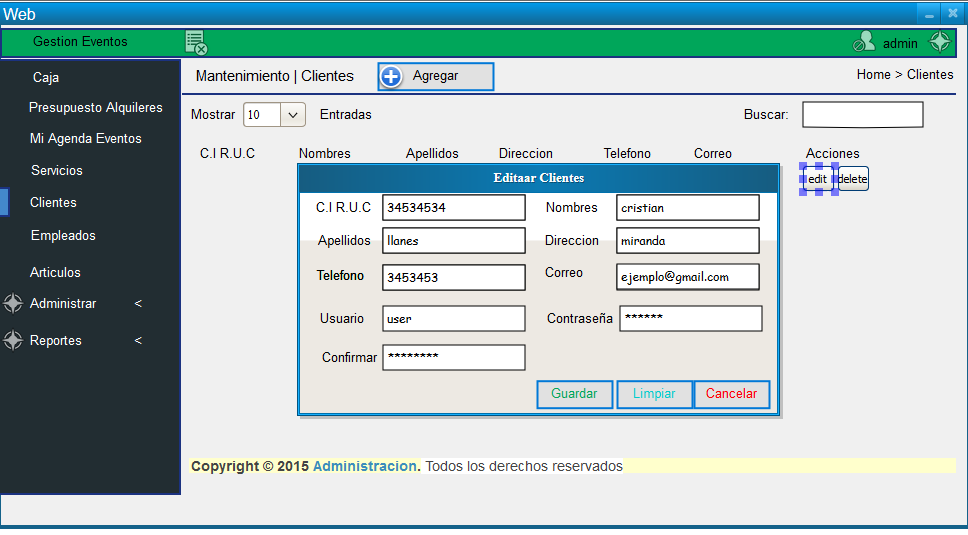 Web
Gestion Eventos admin
Caja
Presupuesto Alquileres
Mi Agenda Eventos
Servicios
Clientes
Empleados
Articulos
Administrar <
Reportes <
Mantenimiento | Clientes Agregar Home > Clientes
Mostrar 10 Entradas Buscar:
C.I R.U.C Nombres Apellidos Direccion Telefono Correo Acciones
edit delete
Editaar Clientes
C.I R.U.C 34534534 Nombres cristian
Apellidos llanes Direccion miranda
Telefono 3453453 Correo ejemplo@gmail.com
Usuario user Contraseña ******
Confirmar ********
Guardar Limpiar Cancelar
Copyright © 2015 Administracion. Todos los derechos reservados